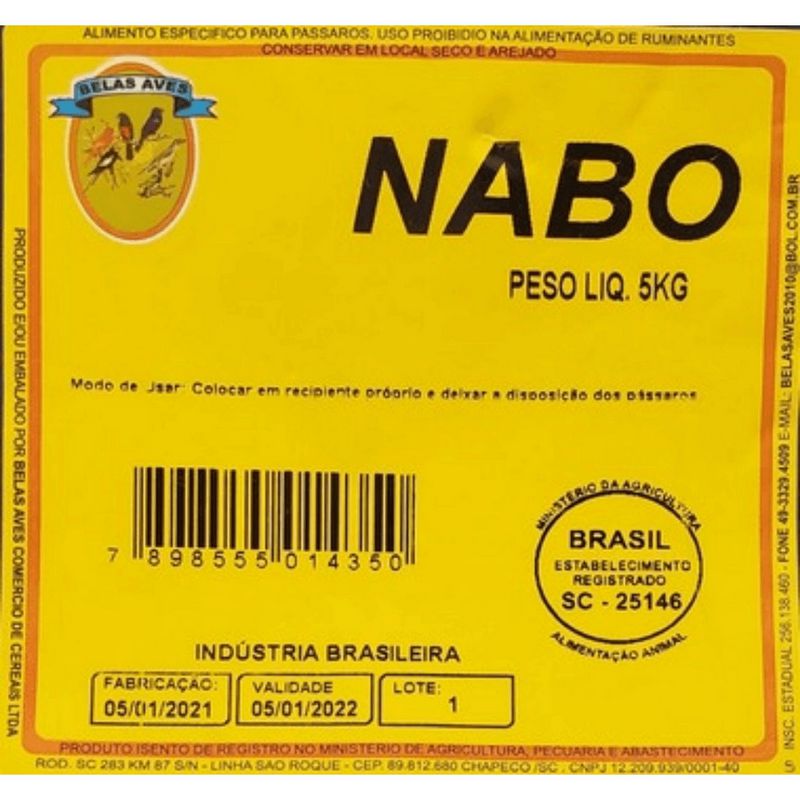 ALIMENTO ESPECIFICO PARA PASSAROS. USO PROIBIDIO NA ALIMENTAÇÃO DE RUMINANTES
CONSERVAR EM LOCAL SECO E AREJADO
BELAS AVES
NABO
PESO LIQ. 5KG
Modo de Usar: Colocar em recipiente próprio e deixar a disposição dos pássaros
7 898555 014350
MINISTÉRIO DA AGRICULTURA
BRASIL
ESTABELECIMENTO
REGISTRADO
SC - 25146
ALIMENTAÇÃO ANIMAL
INDÚSTRIA BRASILEIRA
FABRICAÇÃO:
05/01/2021
VALIDADE
05/01/2022
LOTE:
1
PRODUTO ISENTO DE REGISTRO NO MINISTERIO DE AGRICULTURA, PECUARIA E ABASTECIMENTO
ROD. SC 283 KM 87 S/N - LINHA SAO ROQUE - CEP. 89.812.680 CHAPECO /SC . CNPJ 12.209.939/0001-40
PRODUZIDO E/OU EMBALADO POR BELAS AVES COMERCIO DE CEREAIS LTDA
INSC. ESTADUAL 256.138.460 - FONE 49-3329.4509 E-MAIL: BELASAVES2010@BOL.COM.BR